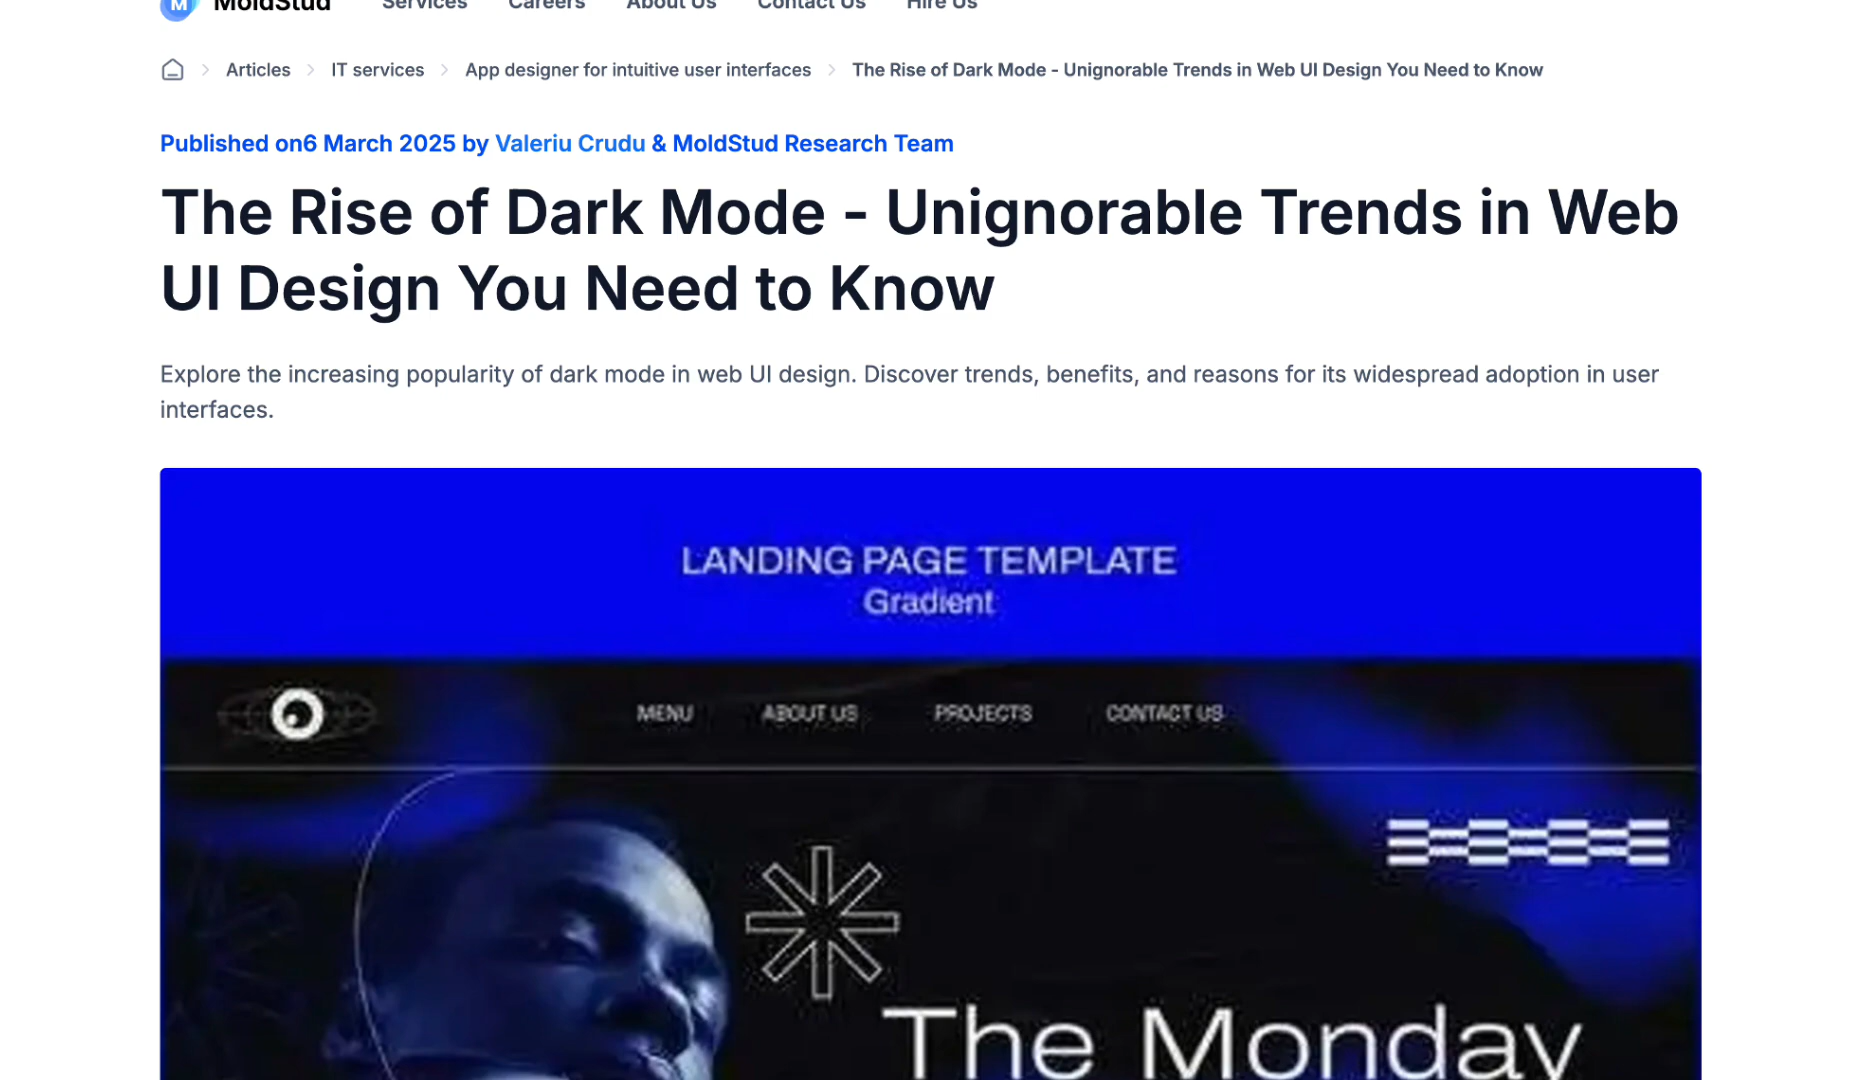 MoldStud
Services Careers About Us Contact Us Hire Us
Articles IT services App designer for intuitive user interfaces The Rise of Dark Mode - Unignorable Trends in Web UI Design You Need to Know
Published on6 March 2025 by Valeriu Crudu & MoldStud Research Team
The Rise of Dark Mode - Unignorable Trends in Web
UI Design You Need to Know
Explore the increasing popularity of dark mode in web UI design. Discover trends, benefits, and reasons for its widespread adoption in user
interfaces.
LANDING PAGE TEMPLATE
Gradient
MENU ABOUT US PROJECTS CONTACT US
The Monday